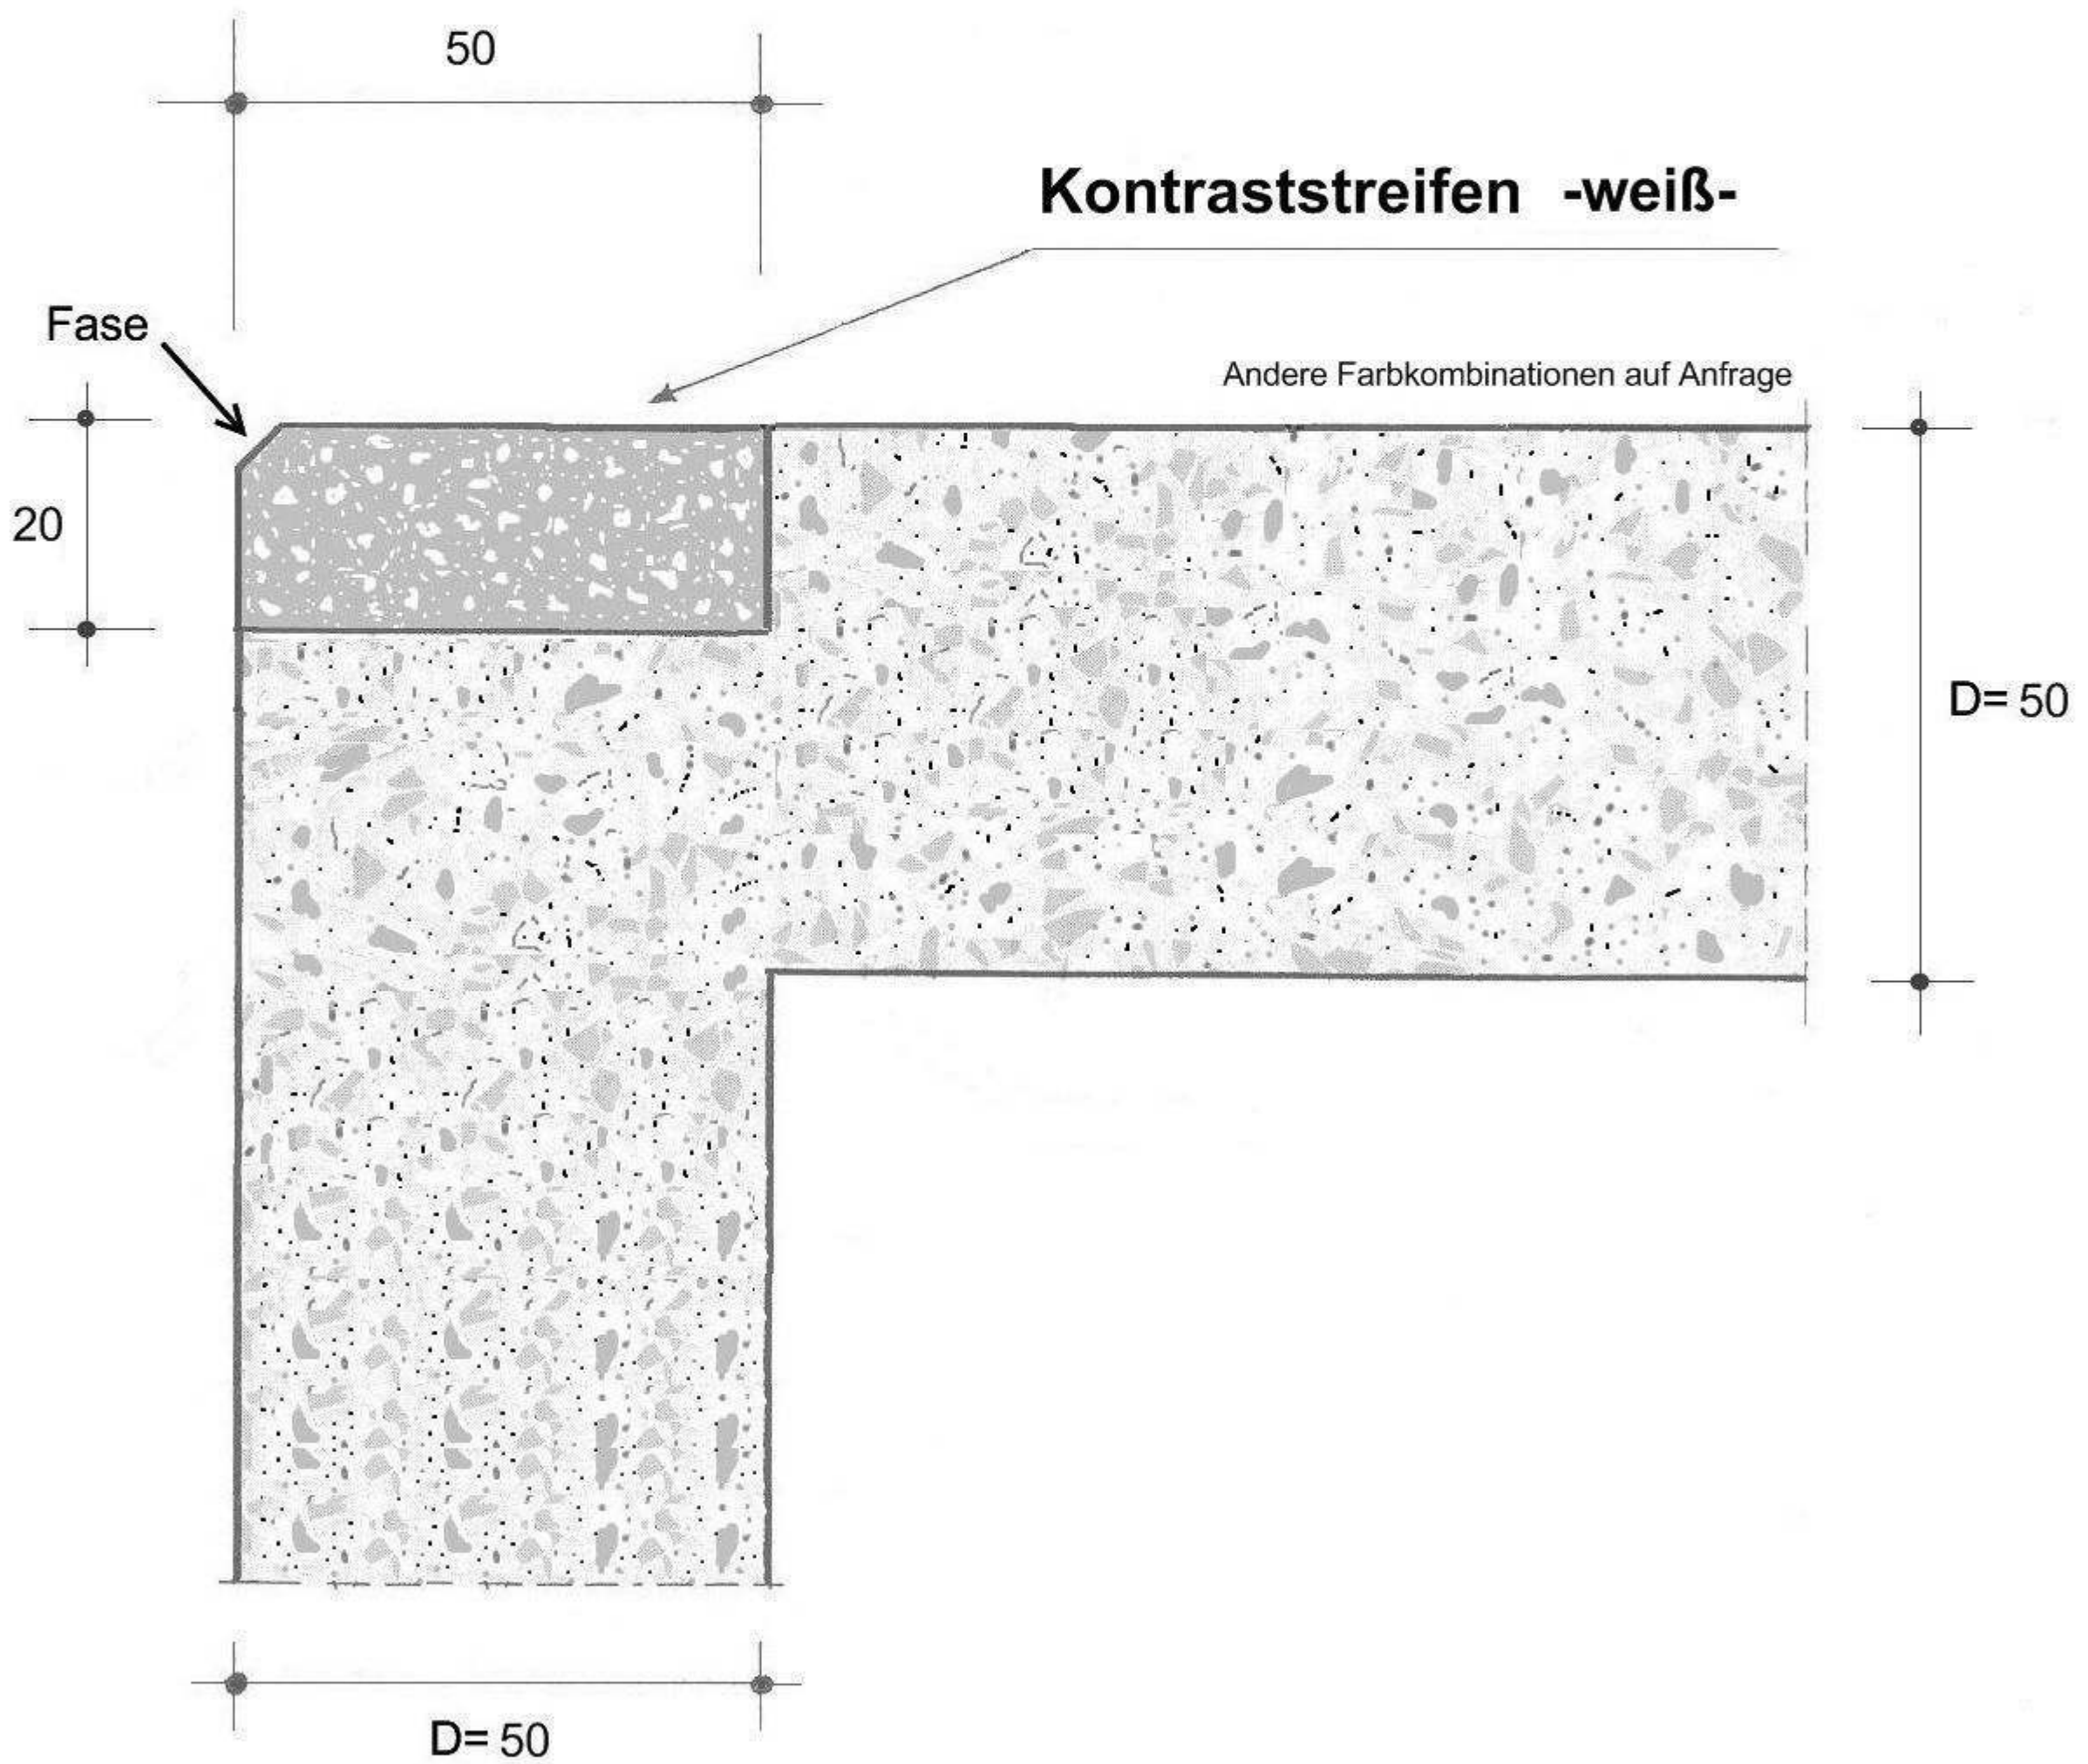 50
Kontraststreifen -weiß-
Fase
Andere Farbkombinationen auf Anfrage
20
D= 50
D= 50